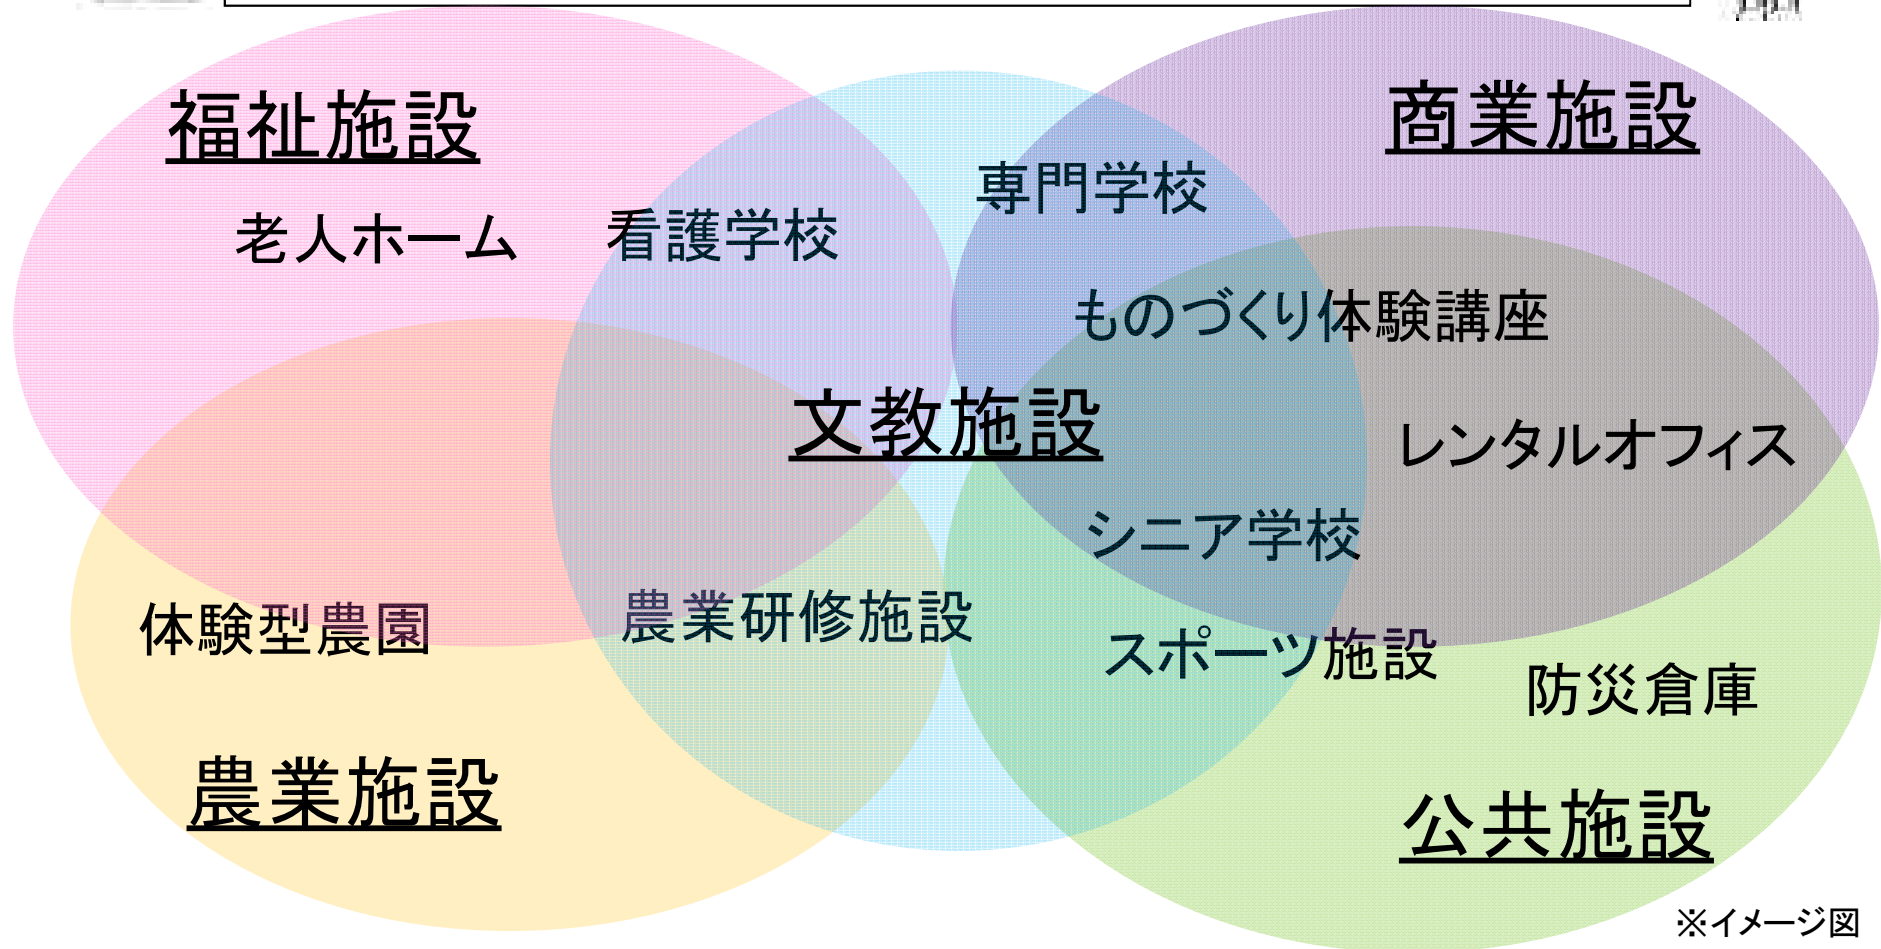 福祉施設
商業施設
専門学校
老人ホーム
看護学校
ものづくり体験講座
文教施設
レンタルオフィス
シニア学校
体験型農園
農業研修施設
スポーツ施設
防災倉庫
農業施設
公共施設
※イメージ図